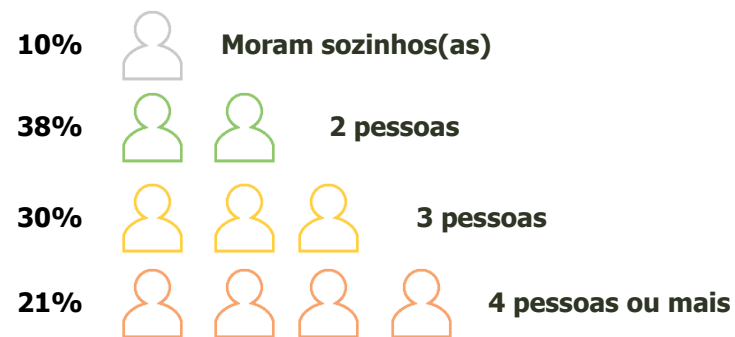 10% Moram sozinhos(as)
38% 2 pessoas
30% 3 pessoas
21% 4 pessoas ou mais